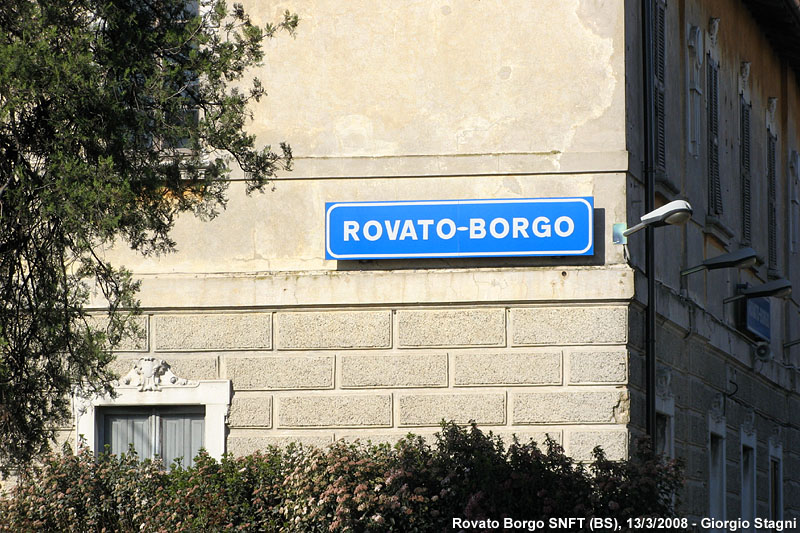 ROVATO-BORGO
Rovato Borgo SNFT (BS), 13/3/2008 - Giorgio Stagni